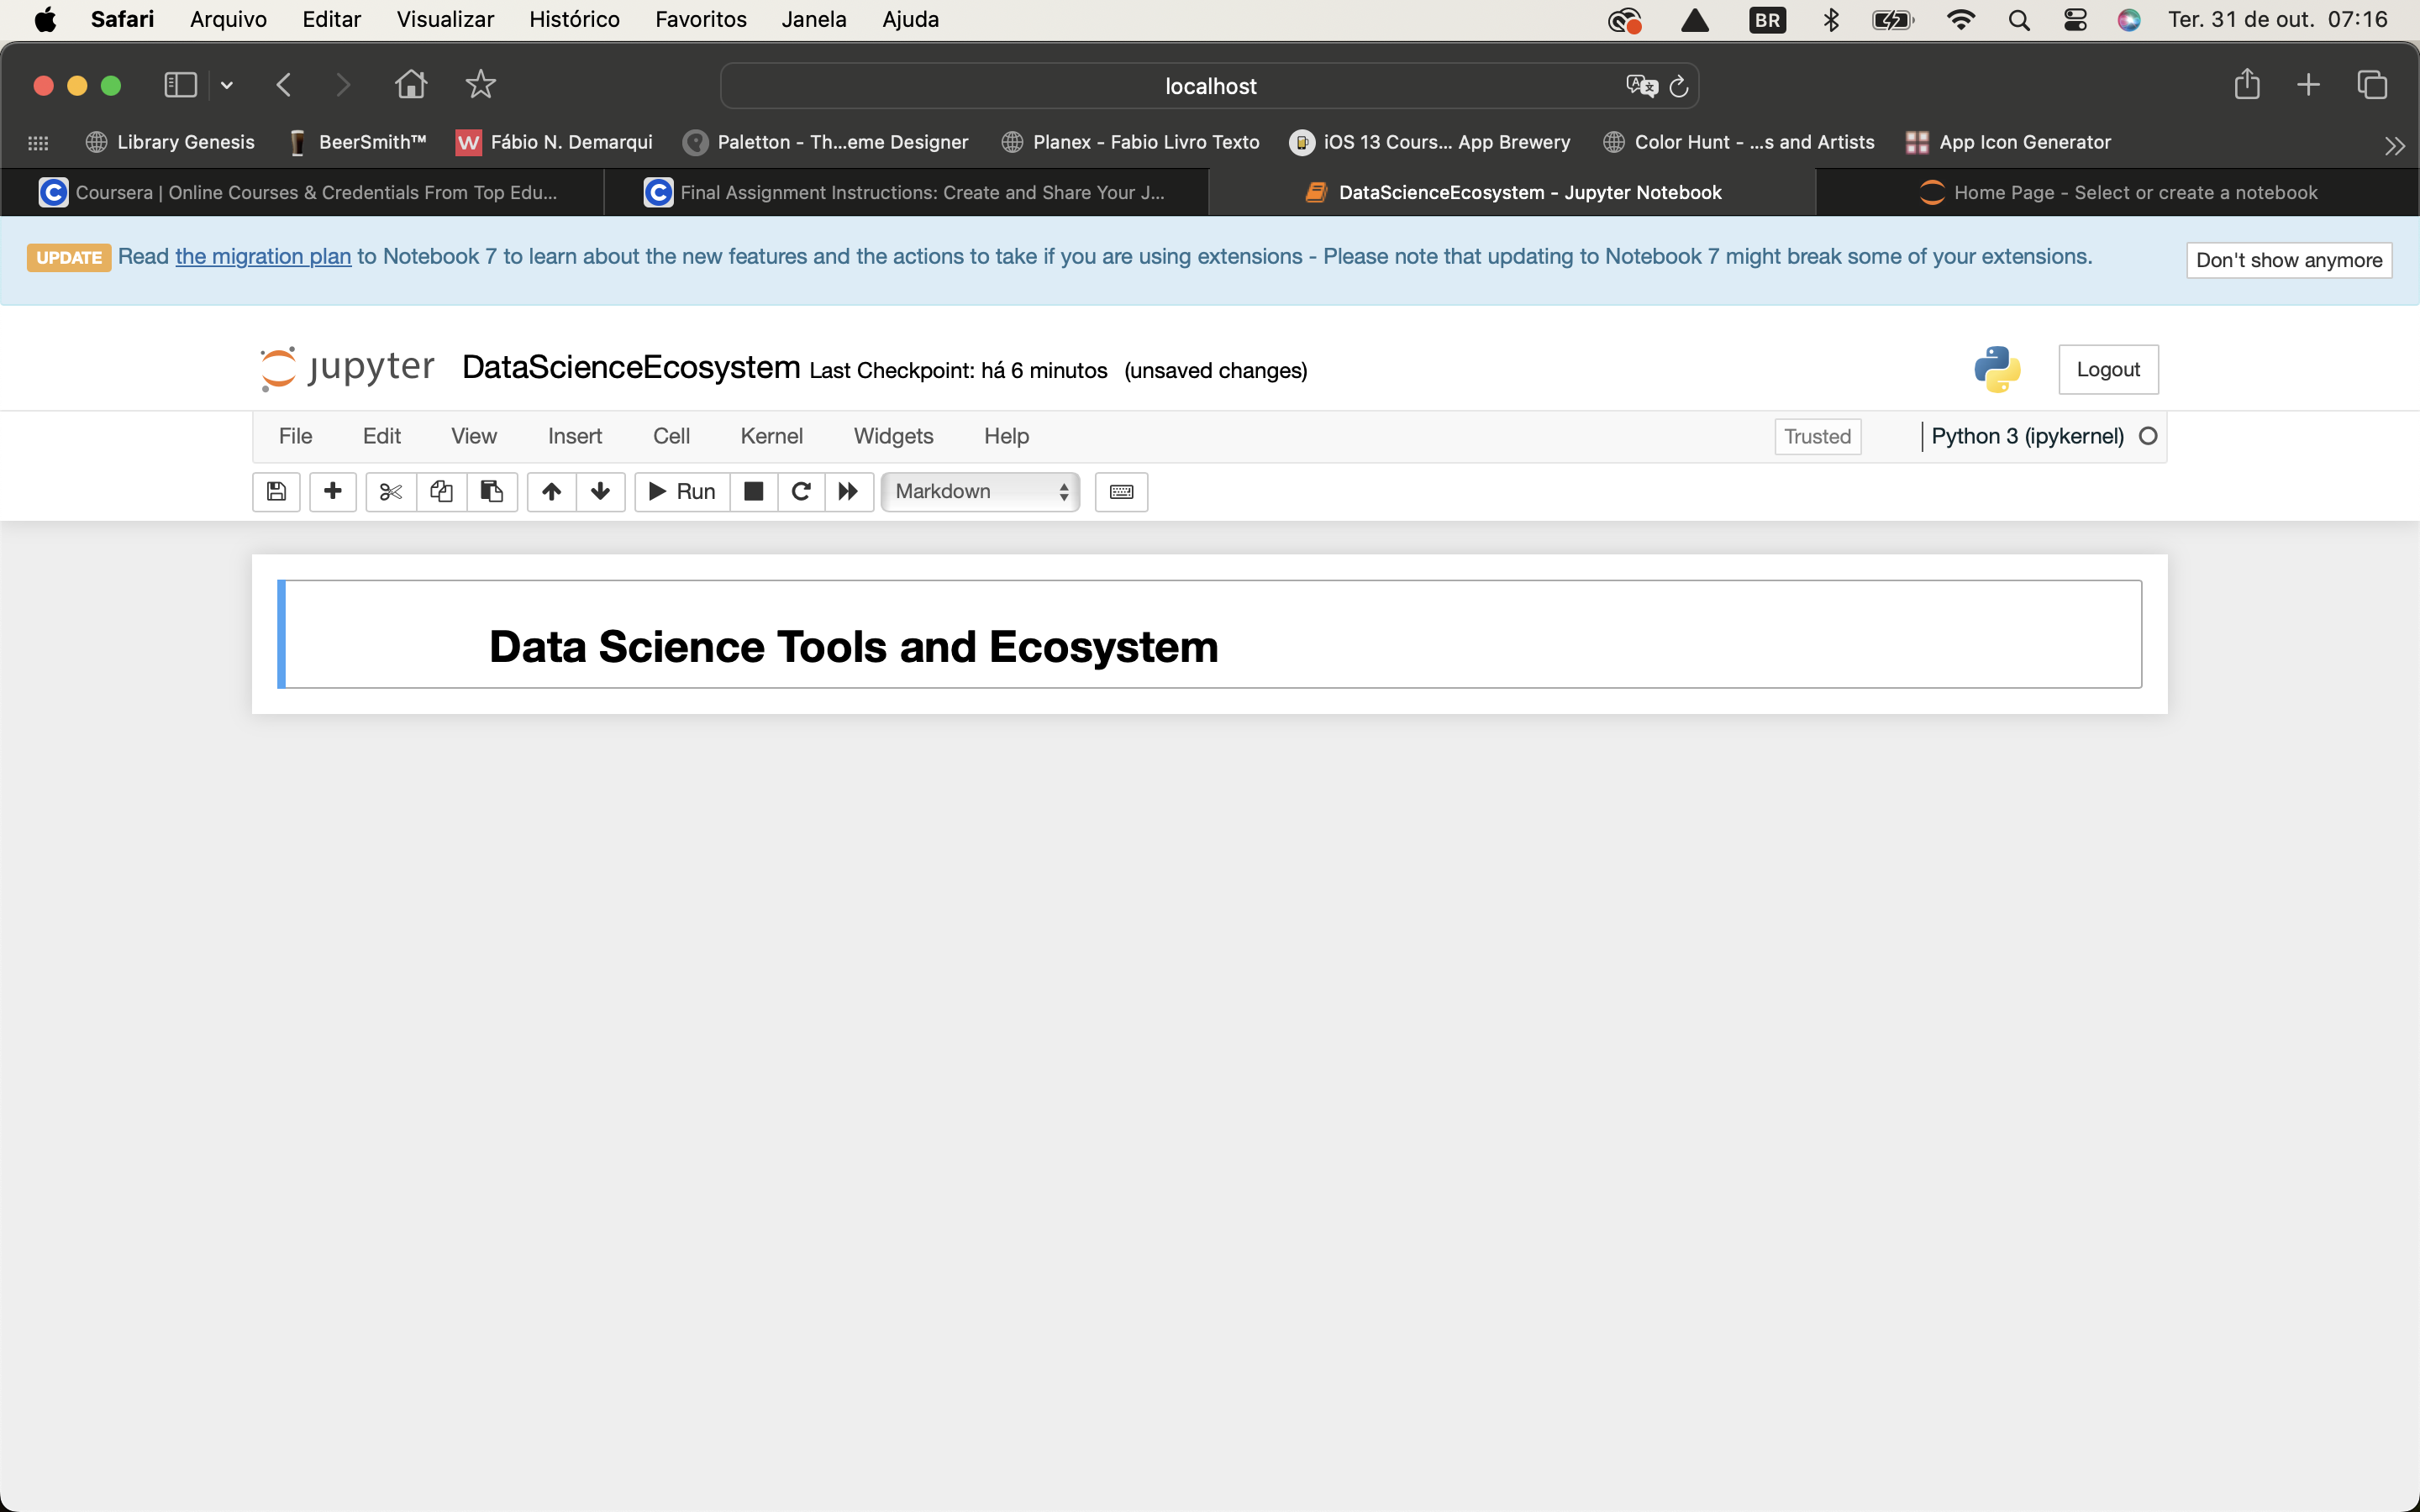 Safari Arquivo Editar Visualizar Histórico Favoritos Janela Ajuda BR Ter. 31 de out. 07:16
localhost
Library Genesis BeerSmith™ W Fábio N. Demarqui Paletton - Th...eme Designer Planex - Fabio Livro Texto iOS 13 Cours... App Brewery Color Hunt - ...s and Artists App Icon Generator
Coursera | Online Courses & Credentials From Top Edu... Final Assignment Instructions: Create and Share Your J... DataScienceEcosystem - Jupyter Notebook Home Page - Select or create a notebook
UPDATE Read the migration plan to Notebook 7 to learn about the new features and the actions to take if you are using extensions - Please note that updating to Notebook 7 might break some of your extensions. Don't show anymore
jupyter DataScienceEcosystem Last Checkpoint: há 6 minutos (unsaved changes) Logout
File Edit View Insert Cell Kernel Widgets Help Trusted Python 3 (ipykernel)
Run Markdown
Data Science Tools and Ecosystem